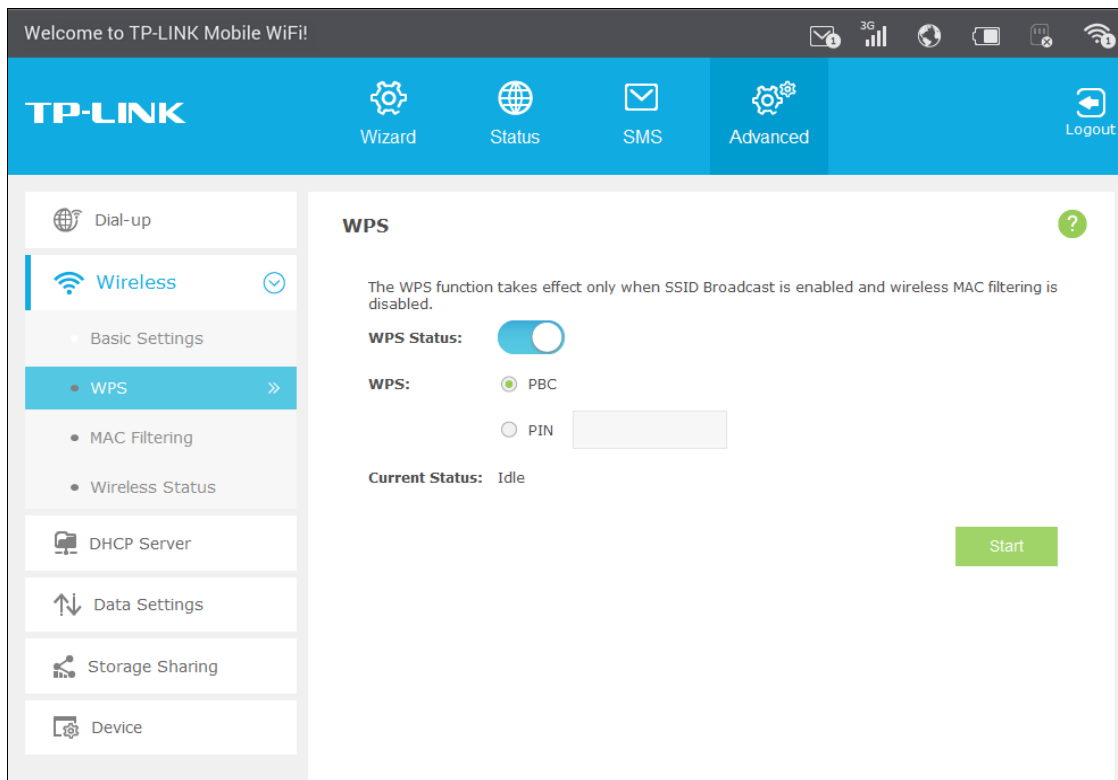 Welcome to TP-LINK Mobile WiFi!
1
3G
1
TP-LINK
Wizard
Status
SMS
Advanced
Logout
Dial-up
Wireless
Basic Settings
WPS
MAC Filtering
Wireless Status
DHCP Server
Data Settings
Storage Sharing
Device
WPS
?
The WPS function takes effect only when SSID Broadcast is enabled and wireless MAC filtering is
disabled.
WPS Status:
WPS:
PBC
PIN
Current Status: Idle
Start